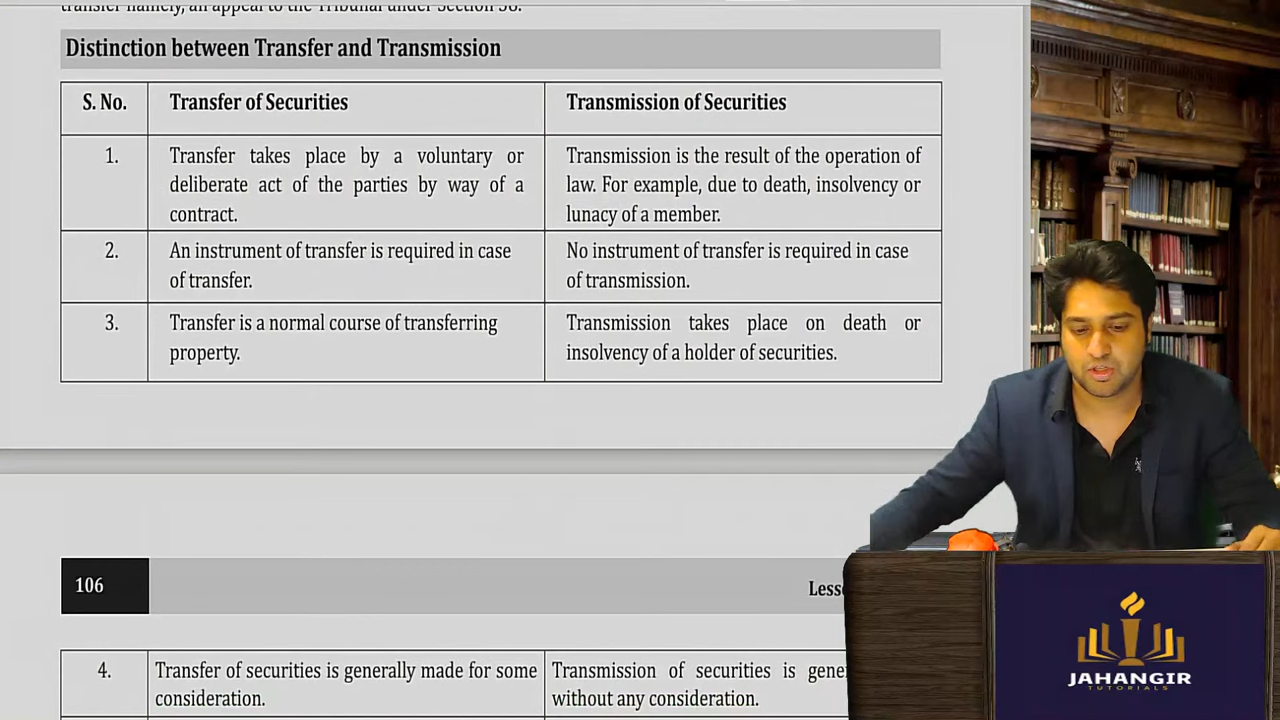 Distinction between Transfer and Transmission
S. No.
Transfer of Securities
Transmission of Securities
1.
Transfer takes place by a voluntary or
deliberate act of the parties by way of a
contract.
Transmission is the result of the operation of
law. For example, due to death, insolvency or
lunacy of a member.
2.
An instrument of transfer is required in case
of transfer.
No instrument of transfer is required in case
of transmission.
3.
Transfer is a normal course of transferring
property.
Transmission takes place on death or
insolvency of a holder of securities.
106
4.
Transfer of securities is generally made for some
consideration.
Transmission of securities is
without any consideration.
JAHANGIR
TUTORIALS